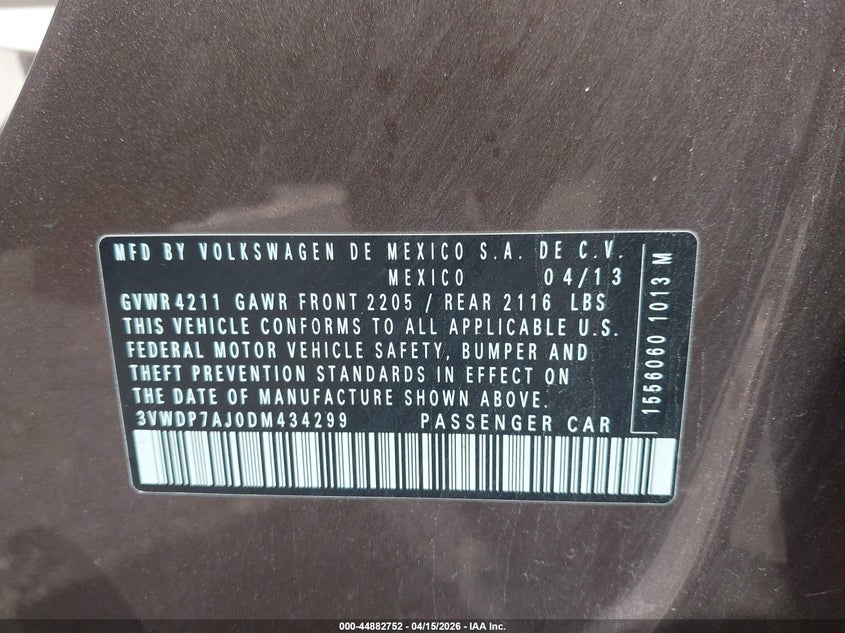 MFD BY VOLKSWAGEN DE MEXICO S.A. DE C.V.
MEXICO 04/13
GVWR 4211 GAWR FRONT 2205 / REAR 2116 LBS
THIS VEHICLE CONFORMS TO ALL APPLICABLE U.S.
FEDERAL MOTOR VEHICLE SAFETY, BUMPER AND
THEFT PREVENTION STANDARDS IN EFFECT ON
THE DATE OF MANUFACTURE SHOWN ABOVE.
3VWDP7AJ0DM434299 PASSENGER CAR
1556060 1013 M
000-44882752 - 04/15/2026 - IAA Inc.